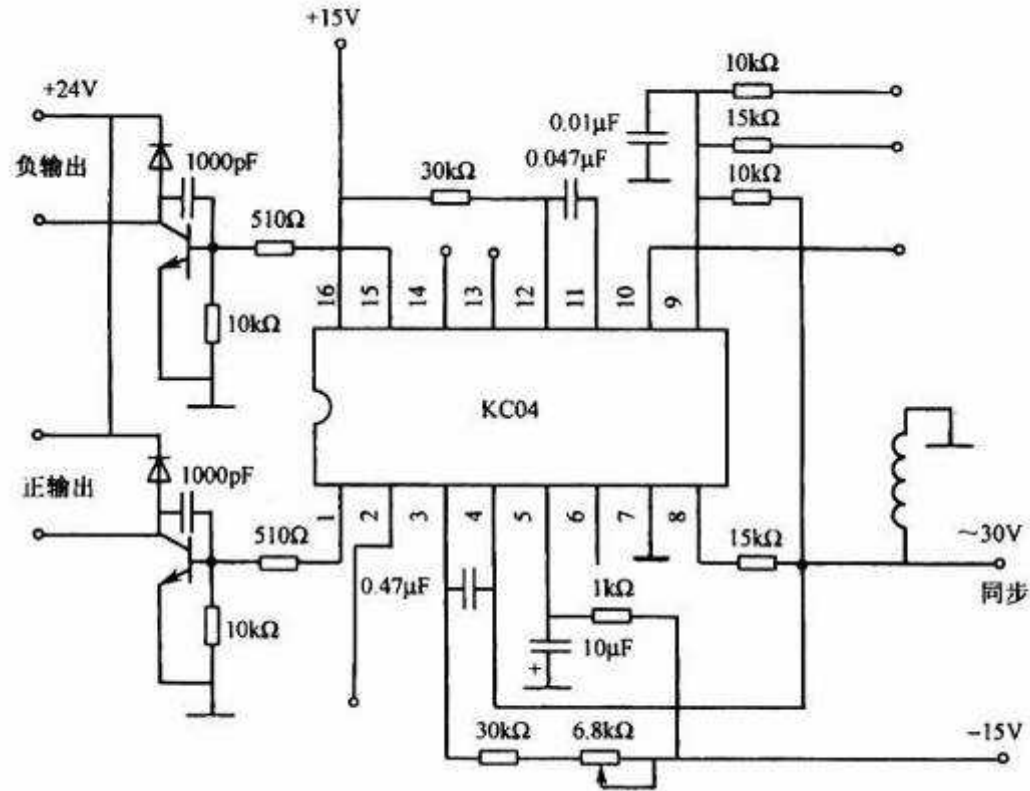 +15V
+24V
负输出
1000pF
30kΩ
0.01μF
0.047μF
10kΩ
15kΩ
10kΩ
510Ω
10kΩ
16
15
14
13
12
11
10
9
KC04
正输出
1000pF
510Ω
10kΩ
1
2
3
4
5
6
7
8
0.47μF
1kΩ
10μF
+
15kΩ
~30V
同步
30kΩ
6.8kΩ
-15V